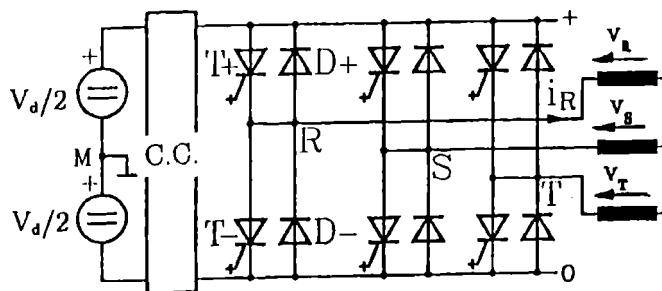 + +
T+ D+
V_R
V_d/2
i_R
R
V_S
M C.C.
S
V_T
T
+
V_d/2
T- D-
+ + +
0